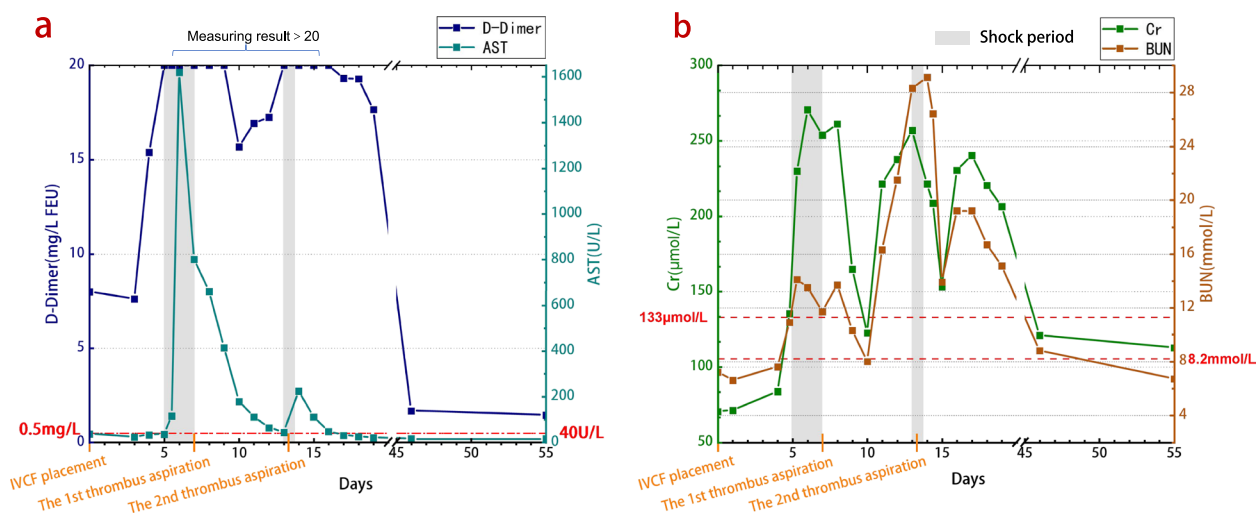 a
Measuring result > 20
D-Dimer
AST
20
15
10
5
0
D-Dimer(mg/L FEU)
0.5mg/L
1600
1400
1200
1000
800
600
400
200
0
AST(U/L)
40U/L
5
10
15
45
55
Days
IVCF placement
The 1st thrombus aspiration
The 2nd thrombus aspiration
b
Shock period
Cr
BUN
300
250
200
150
100
50
Cr(μmol/L)
133μmol/L
28
24
20
16
12
8
4
BUN(mmol/L)
8.2mmol/L
5
10
15
45
55
Days
IVCF placement
The 1st thrombus aspiration
The 2nd thrombus aspiration